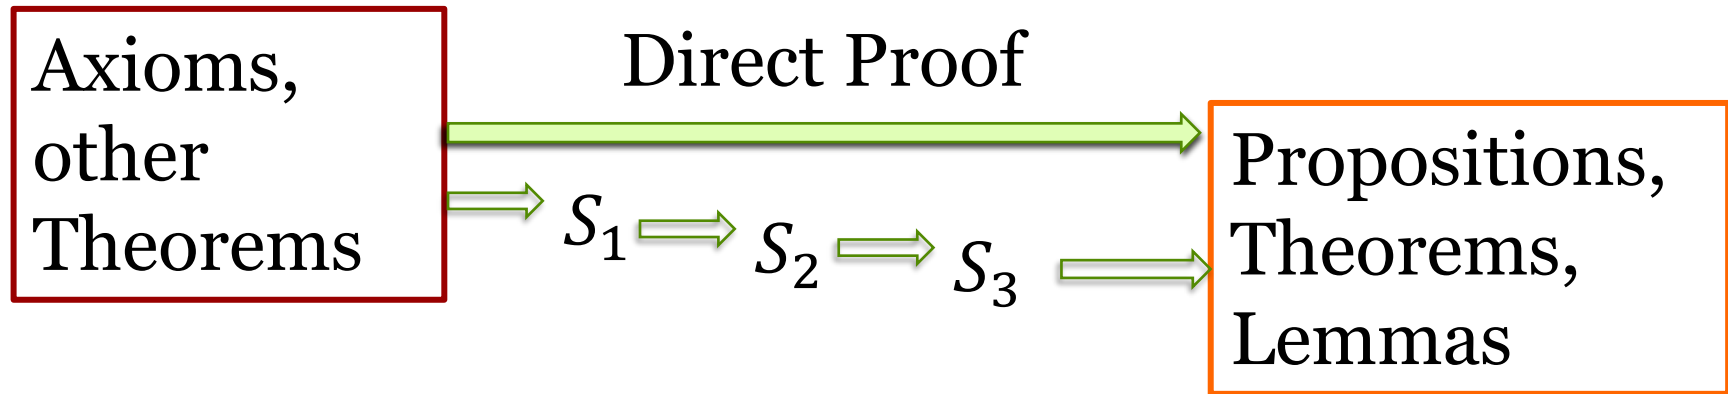 Axioms,
other
Theorems
Direct Proof
S₁
S₂
S₃
Propositions,
Theorems,
Lemmas